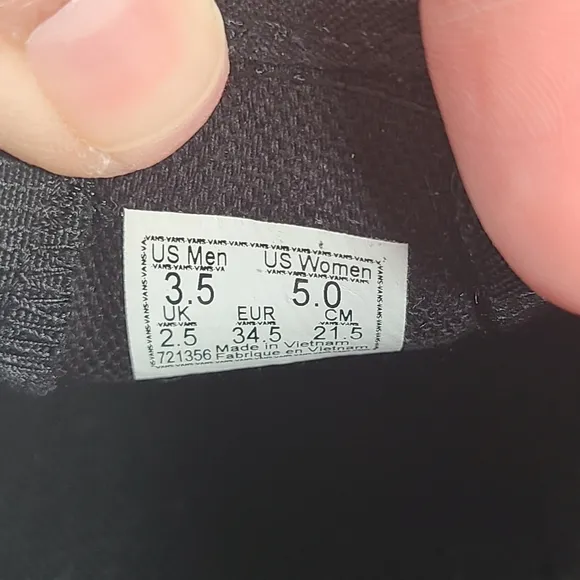 VANS-VANS-VANS-VANS-VANS-VANS-VANS-VANS
US Men US Women
3.5 5.0
UK EUR CM
2.5 34.5 21.5
Made in Vietnam
721356 Fabrique en Vietnam